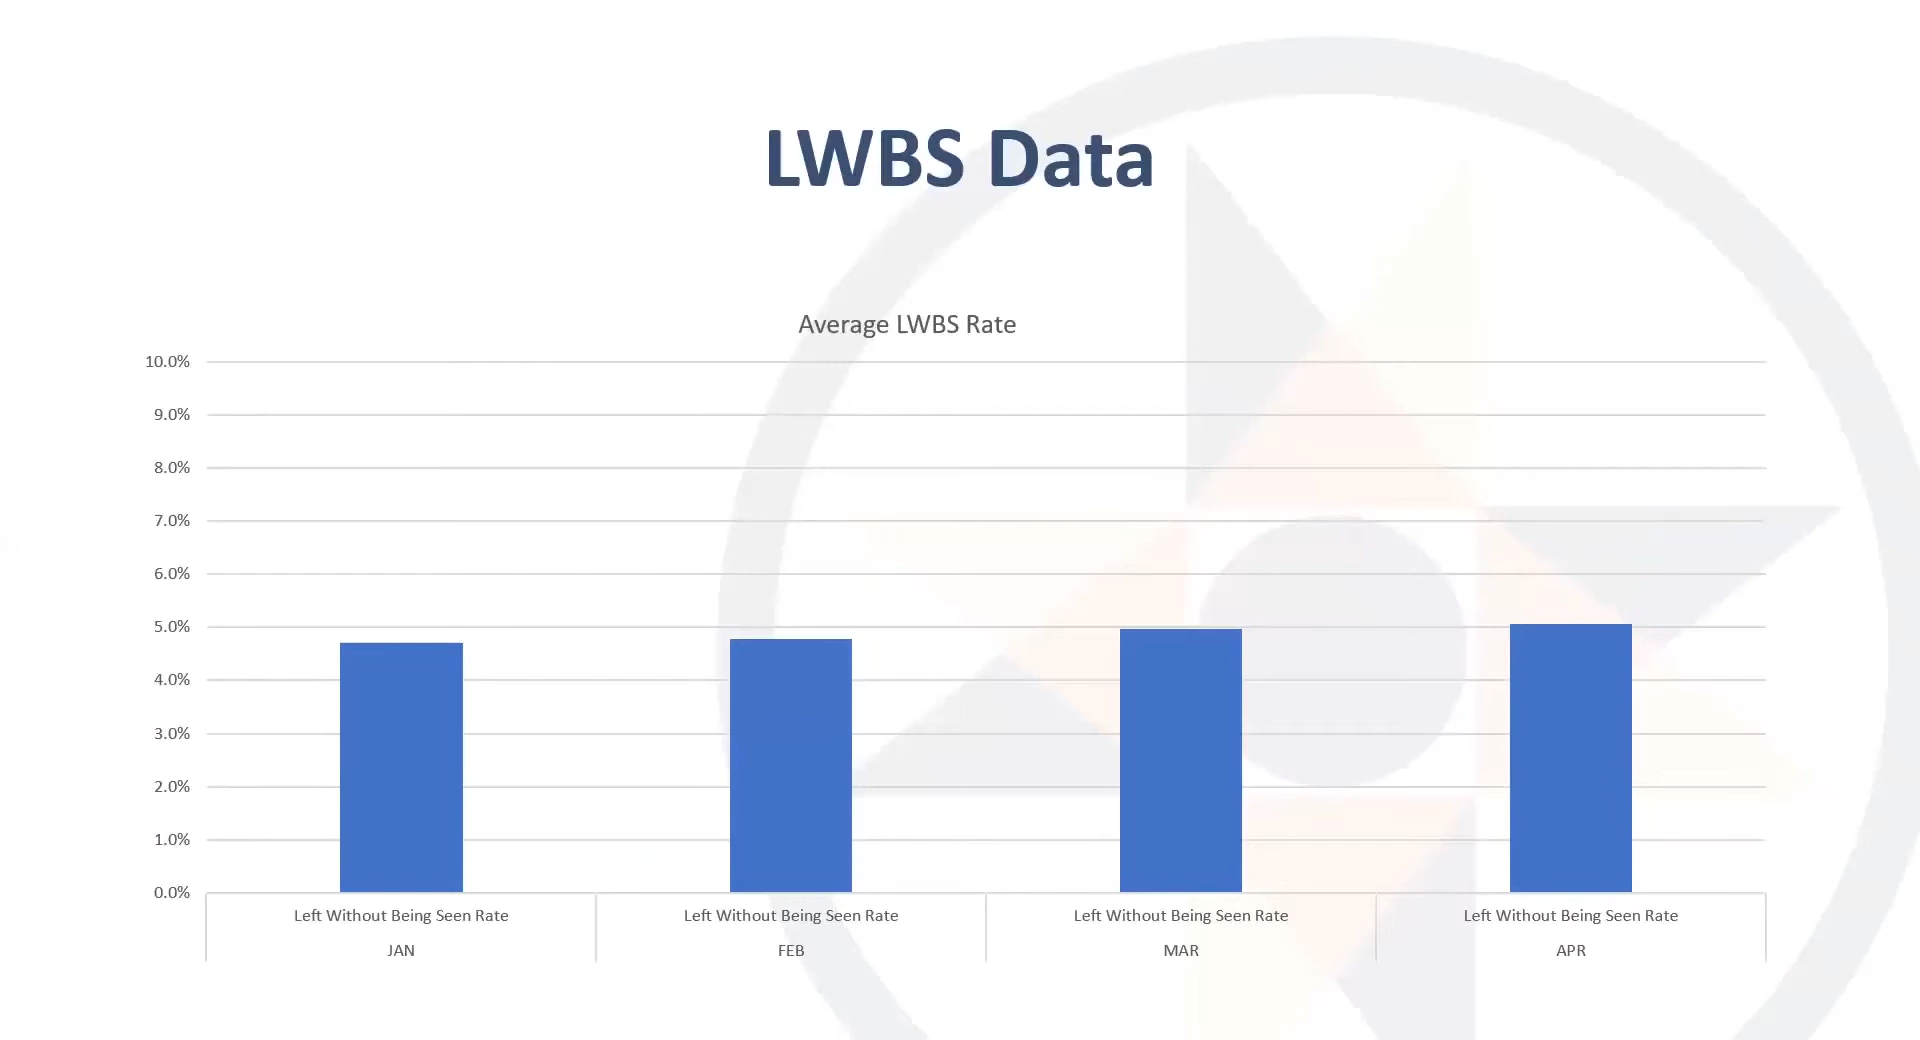 LWBS Data
Average LWBS Rate
10.0%
9.0%
8.0%
7.0%
6.0%
5.0%
4.0%
3.0%
2.0%
1.0%
0.0%
Left Without Being Seen Rate Left Without Being Seen Rate Left Without Being Seen Rate Left Without Being Seen Rate
JAN FEB MAR APR